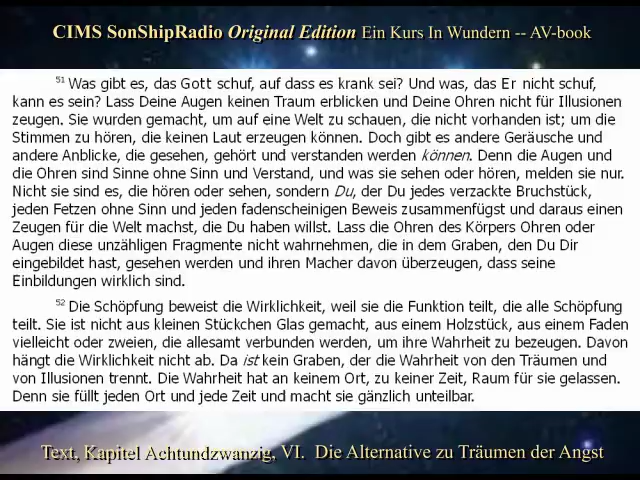 CIMS SonShipRadio Original Edition Ein Kurs In Wundern -- AV-book
51 Was gibt es, das Gott schuf, auf dass es krank sei? Und was, das Er nicht schuf,
kann es sein? Lass Deine Augen keinen Traum erblicken und Deine Ohren nicht für Illusionen
zeugen. Sie wurden gemacht, um auf eine Welt zu schauen, die nicht vorhanden ist; um die
Stimmen zu hören, die keinen Laut erzeugen können. Doch gibt es andere Geräusche und
andere Anblicke, die gesehen, gehört und verstanden werden können. Denn die Augen und
die Ohren sind Sinne ohne Sinn und Verstand, und was sie sehen oder hören, melden sie nur.
Nicht sie sind es, die hören oder sehen, sondern Du, der Du jedes verzackte Bruchstück,
jeden Fetzen ohne Sinn und jeden fadenscheinigen Beweis zusammenfügst und daraus einen
Zeugen für die Welt machst, die Du haben willst. Lass die Ohren des Körpers Ohren oder
Augen diese unzähligen Fragmente nicht wahrnehmen, die in dem Graben, den Du Dir
eingebildet hast, gesehen werden und ihren Macher davon überzeugen, dass seine
Einbildungen wirklich sind.
52 Die Schöpfung beweist die Wirklichkeit, weil sie die Funktion teilt, die alle Schöpfung
teilt. Sie ist nicht aus kleinen Stückchen Glas gemacht, aus einem Holzstück, aus einem Faden
vielleicht oder zweien, die allesamt verbunden werden, um ihre Wahrheit zu bezeugen. Davon
hängt die Wirklichkeit nicht ab. Da ist kein Graben, der die Wahrheit von den Träumen und
von Illusionen trennt. Die Wahrheit hat an keinem Ort, zu keiner Zeit, Raum für sie gelassen.
Denn sie füllt jeden Ort und jede Zeit und macht sie gänzlich unteilbar.
Text, Kapitel Achtundzwanzig, VI. Die Alternative zu Träumen der Angst